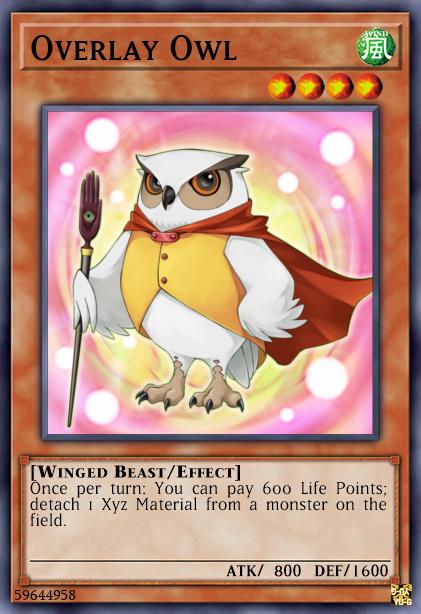 Overlay Owl
WIND
風
[Winged Beast/Effect]
Once per turn: You can pay 600 Life Points;
detach 1 Xyz Material from a monster on the
field.
ATK/ 800 DEF/1600
59644958